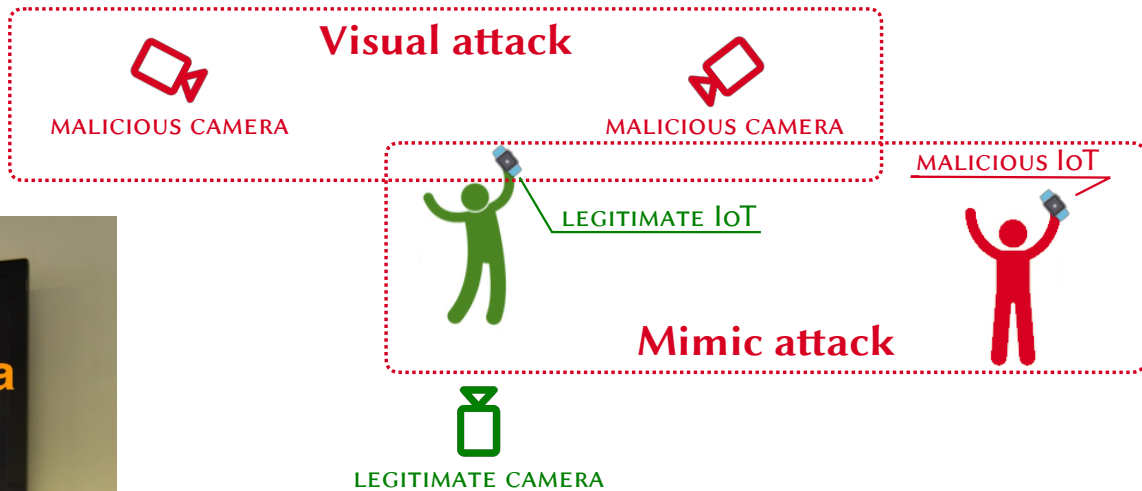 Visual attack
MALICIOUS CAMERA
MALICIOUS CAMERA
MALICIOUS IoT
LEGITIMATE IoT
Mimic attack
a
LEGITIMATE CAMERA